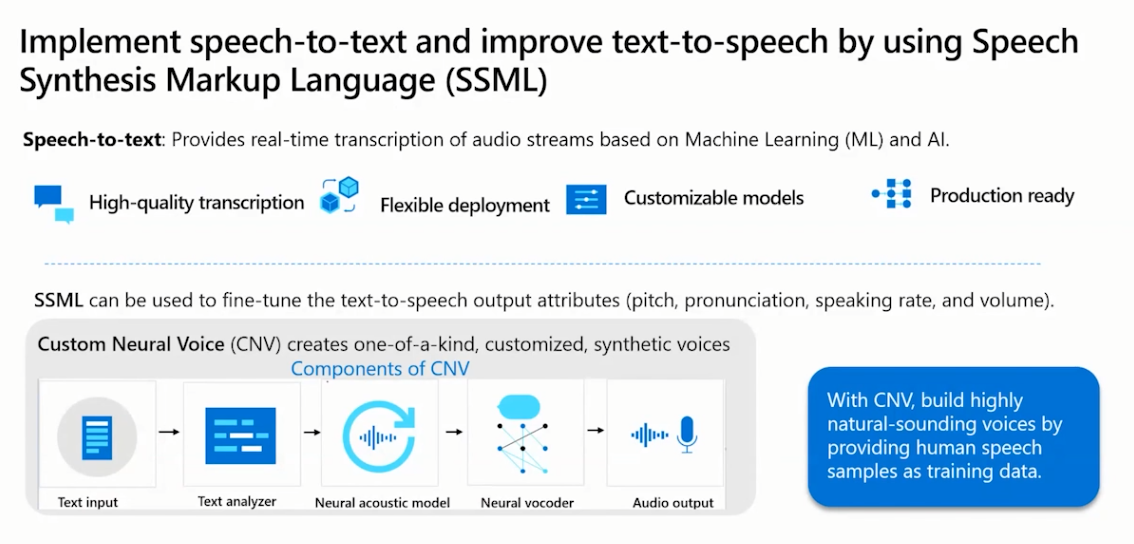 Implement speech-to-text and improve text-to-speech by using Speech
Synthesis Markup Language (SSML)
Speech-to-text: Provides real-time transcription of audio streams based on Machine Learning (ML) and AI.
High-quality transcription
Flexible deployment
Customizable models
Production ready
SSML can be used to fine-tune the text-to-speech output attributes (pitch, pronunciation, speaking rate, and volume).
Custom Neural Voice (CNV) creates one-of-a-kind, customized, synthetic voices
Components of CNV
Text input
Text analyzer
Neural acoustic model
Neural vocoder
Audio output
With CNV, build highly
natural-sounding voices by
providing human speech
samples as training data.